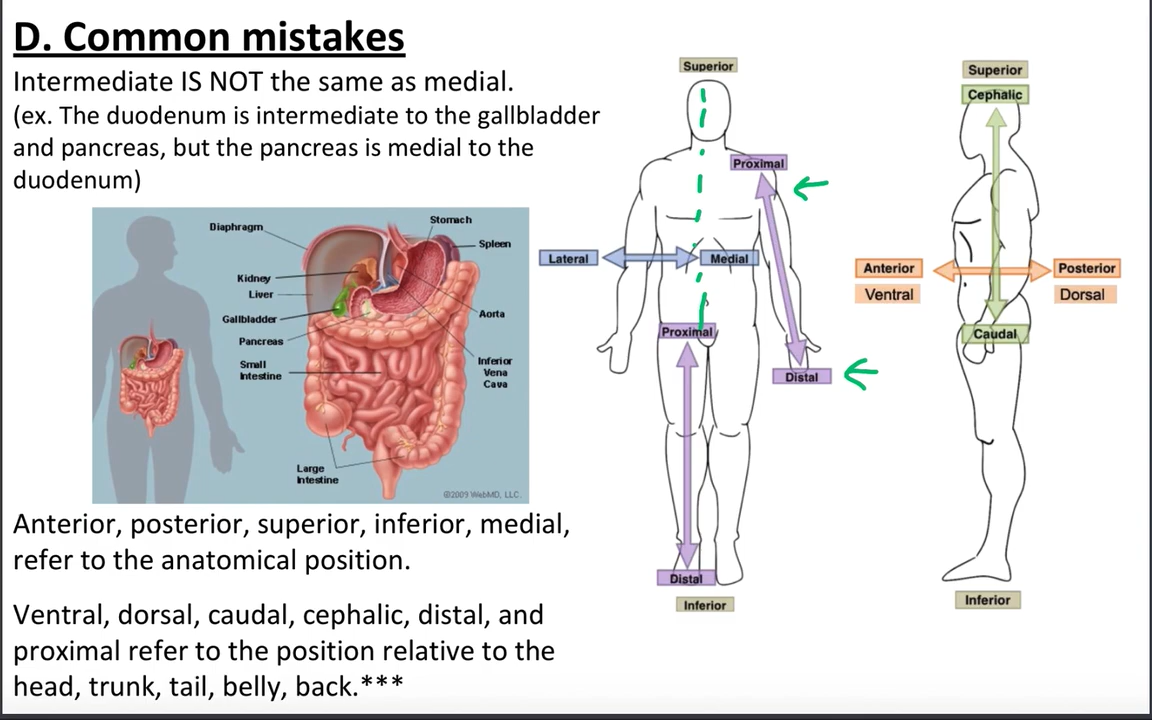 D. Common mistakes
Intermediate IS NOT the same as medial.
(ex. The duodenum is intermediate to the gallbladder
and pancreas, but the pancreas is medial to the
duodenum)
Diaphragm
Stomach
Spleen
Kidney
Liver
Gallbladder
Aorta
Pancreas
Small
Intestine
Inferior
Vena
Cava
Large
Intestine
©2009 WebMD, LLC.
Anterior, posterior, superior, inferior, medial,
refer to the anatomical position.
Ventral, dorsal, caudal, cephalic, distal, and
proximal refer to the position relative to the
head, trunk, tail, belly, back.***
Superior
Proximal
Lateral
Medial
Proximal
Distal
Distal
Inferior
Superior
Cephalic
Anterior
Ventral
Posterior
Dorsal
Caudal
Inferior